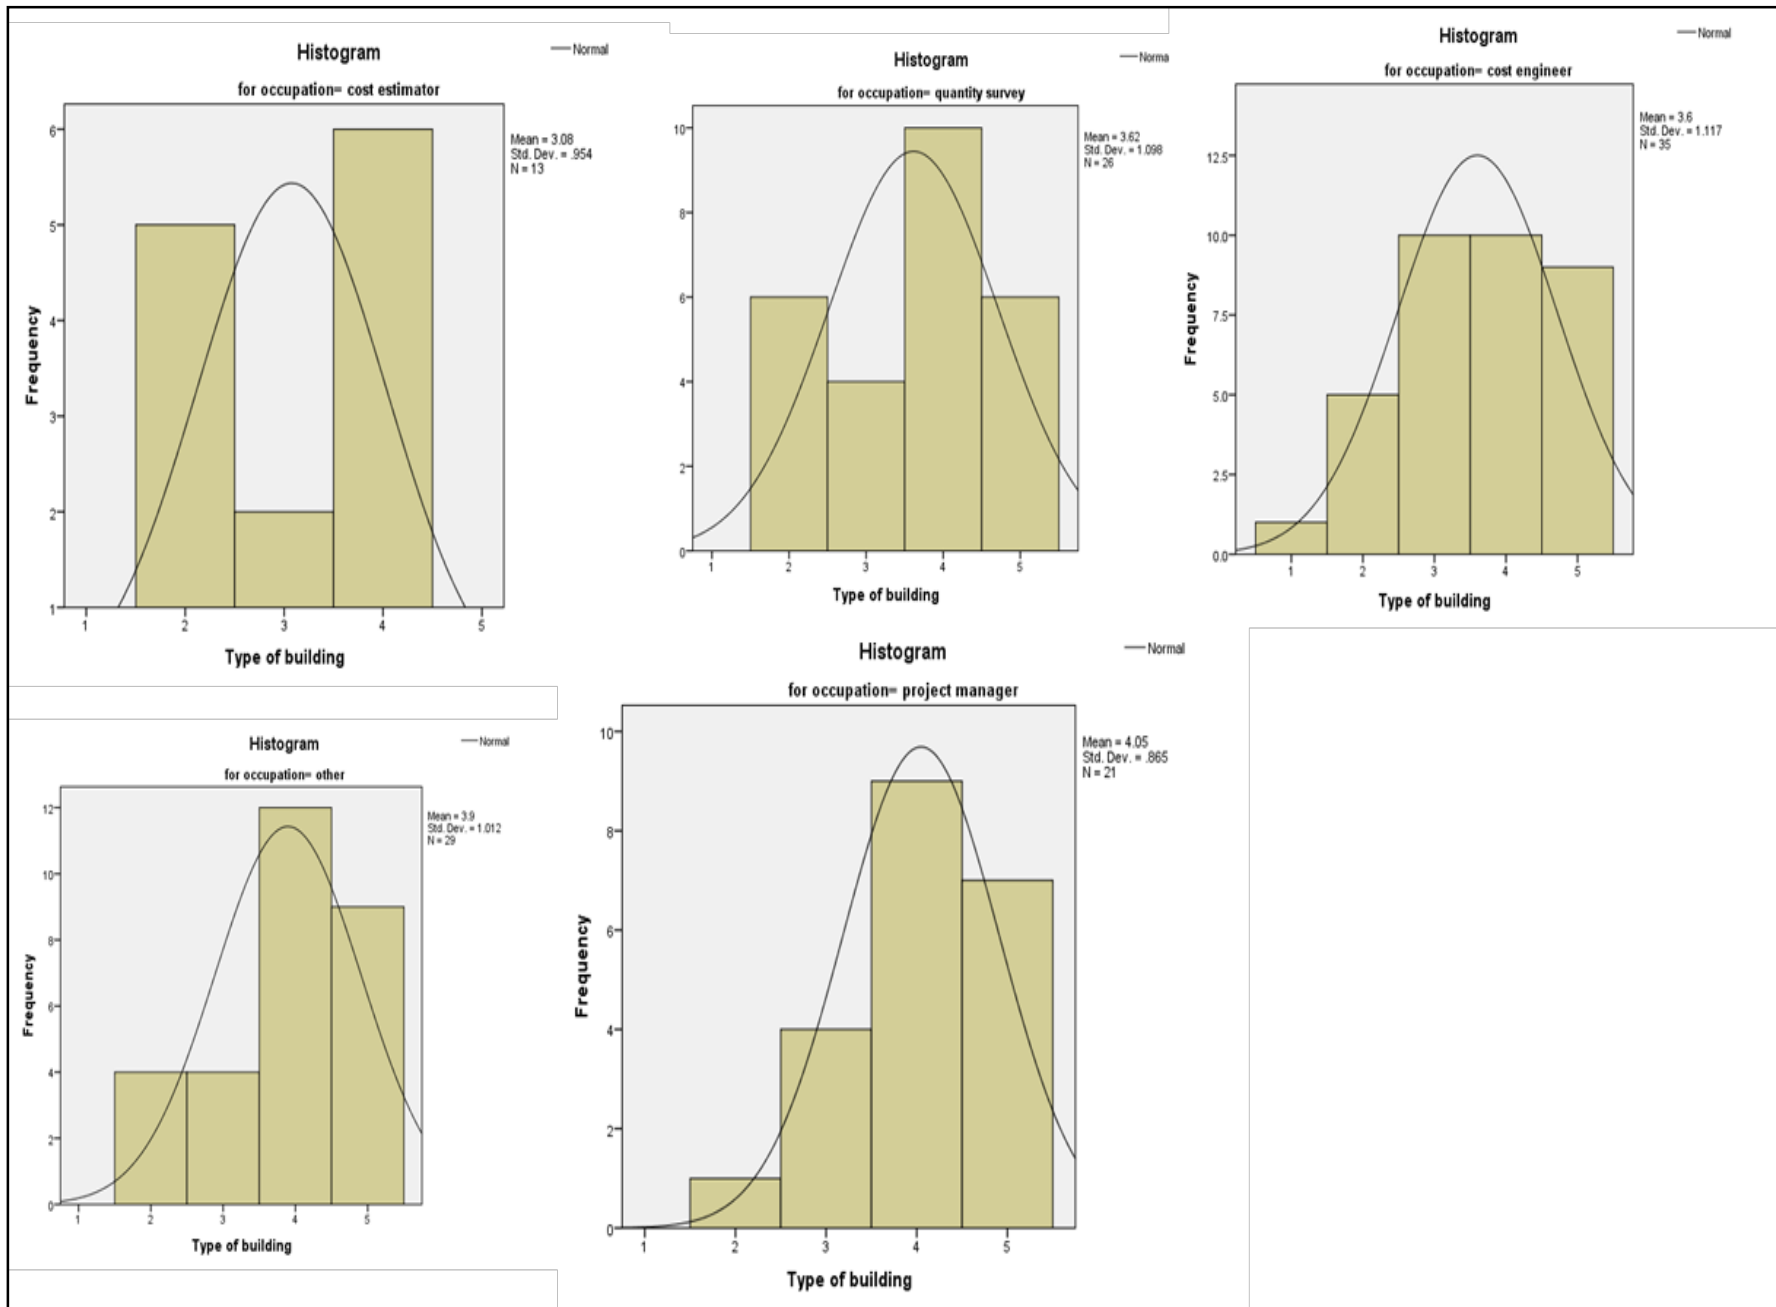 Histogram
— Normal
for occupation= cost estimator
Mean = 3.08
Std. Dev. = .954
N = 13
6
5
4
3
2
1
Frequency
1 2 3 4 5
Type of building
Histogram
— Norma
for occupation= quantity survey
Mean = 3.62
Std. Dev. = 1.098
N = 26
10
8
6
4
2
0
1 2 3 4 5
Type of building
Histogram
— Normal
for occupation= cost engineer
Mean = 3.6
Std. Dev. = 1.117
N = 35
12.5
10.0
7.5
5.0
2.5
0.0
Frequency
1 2 3 4 5
Type of building
Histogram
— Normal
for occupation= other
Mean = 3.9
Std. Dev. = 1.012
N = 29
12
10
8
6
4
2
0
Frequency
1 2 3 4 5
Type of building
Histogram
— Normal
for occupation= project manager
Mean = 4.05
Std. Dev. = .865
N = 21
10
8
6
4
2
0
Frequency
1 2 3 4 5
Type of building